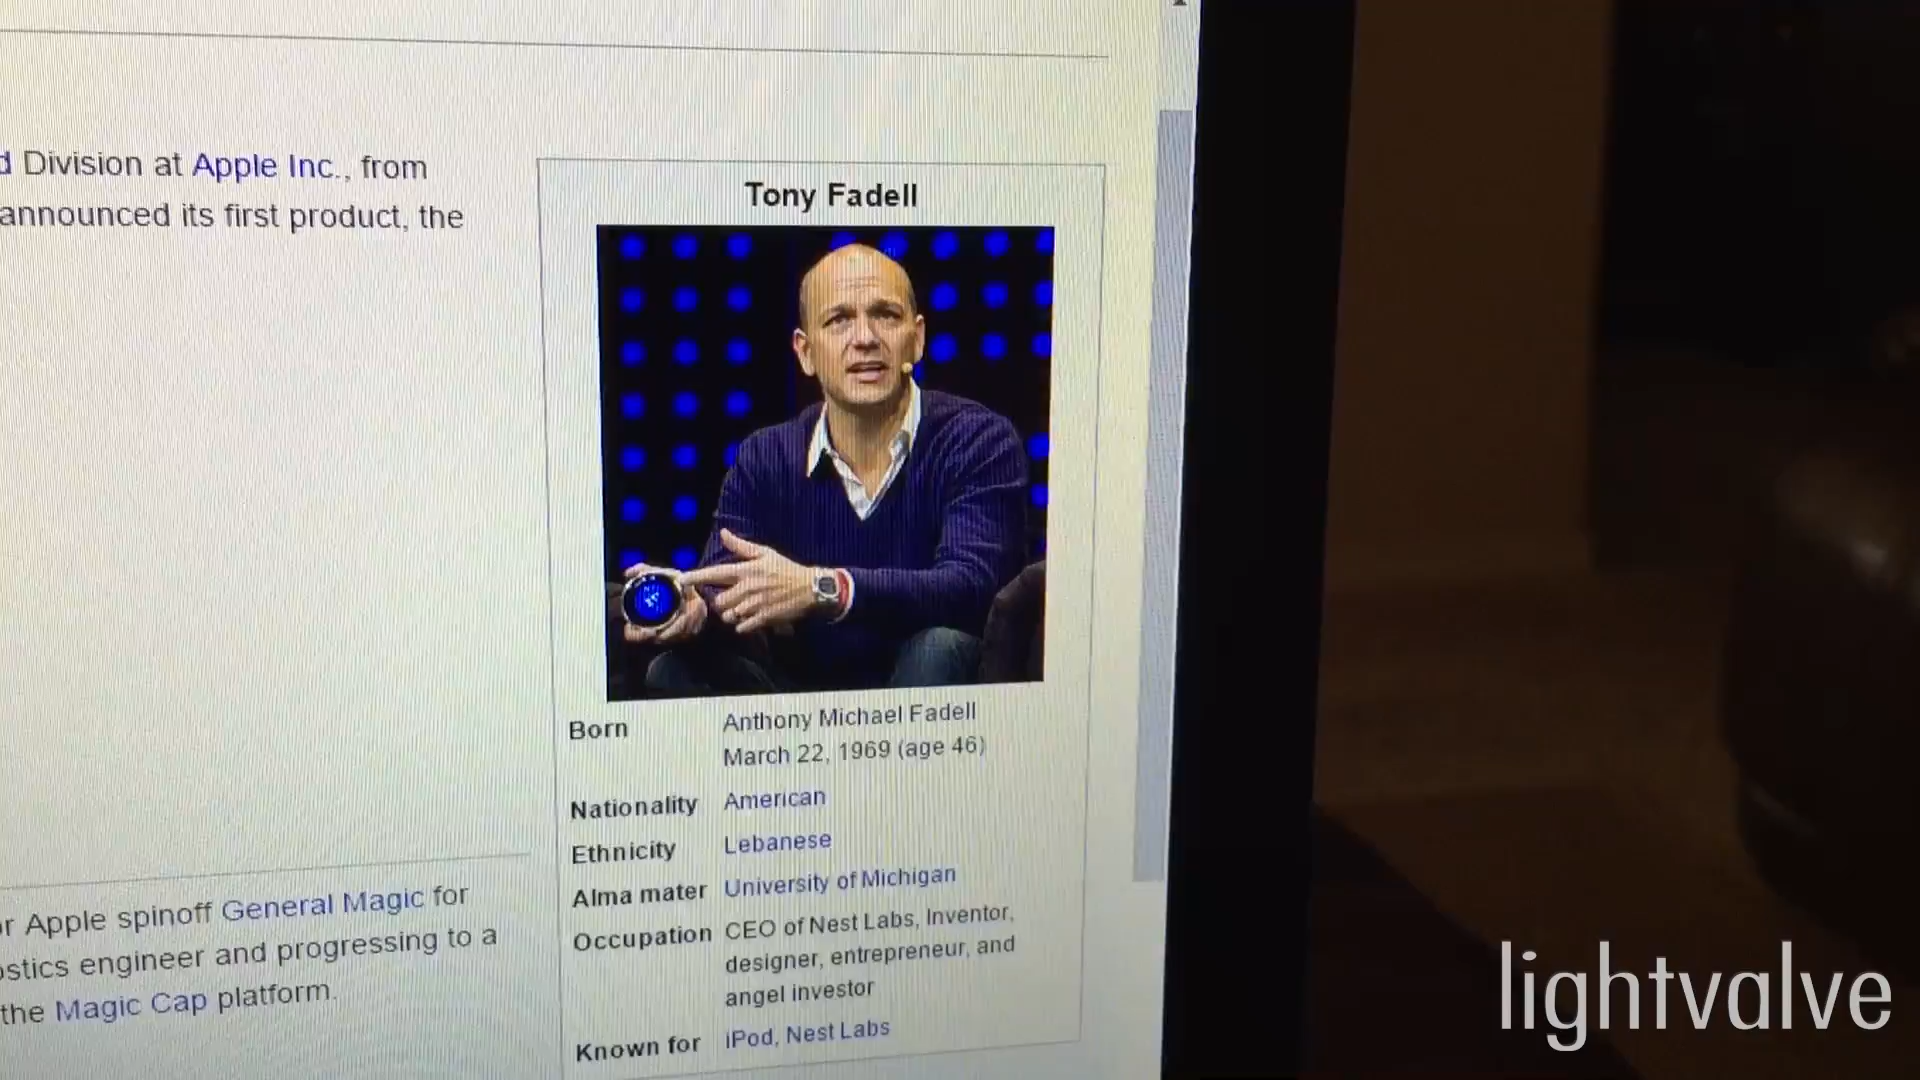 d Division at Apple Inc., from
announced its first product, the
Tony Fadell
Born Anthony Michael Fadell
March 22, 1969 (age 46)
Nationality American
Ethnicity Lebanese
Alma mater University of Michigan
Occupation CEO of Nest Labs, Inventor,
designer, entrepreneur, and
angel investor
Known for iPod, Nest Labs
or Apple spinoff General Magic for
ostics engineer and progressing to a
the Magic Cap platform.
lightvalve